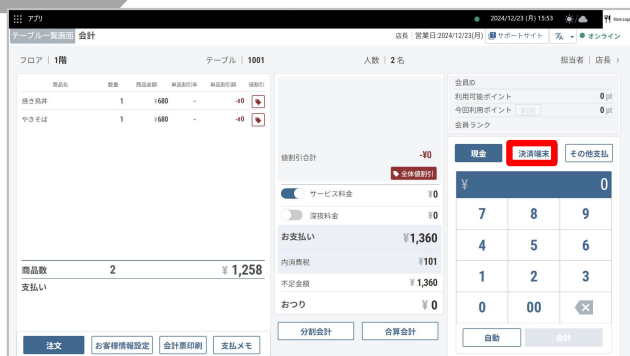 アプリ 2024/12/23 (月) 15:53
テーブル一覧画面 会計 店長 営業日:2024/12/23(月) サポートサイト オンライン
フロア 1階 テーブル 1001 人数 2 名 担当者 店長 >
商品名 数量 商品金額 単品割引率 単品割引額 値割引
焼き鳥丼 1 ¥680 - -¥0
やきそば 1 ¥680 - -¥0
商品数 2 ¥ 1,258
支払い
注文 お客様情報設定 会計票印刷 支払メモ
値割引合計 -¥0
全体値割引
サービス料金 ¥0
深夜料金 ¥0
お支払い ¥1,360
内消費税 ¥101
不足金額 ¥ 1,360
おつり ¥ 0
分割会計 合算会計
会員ID
利用可能ポイント 0 pt
今回利用ポイント 利用 0 pt
会員ランク
現金 決済端末 その他支払
¥ 0
7 8 9
4 5 6
1 2 3
0 00
自動 会計